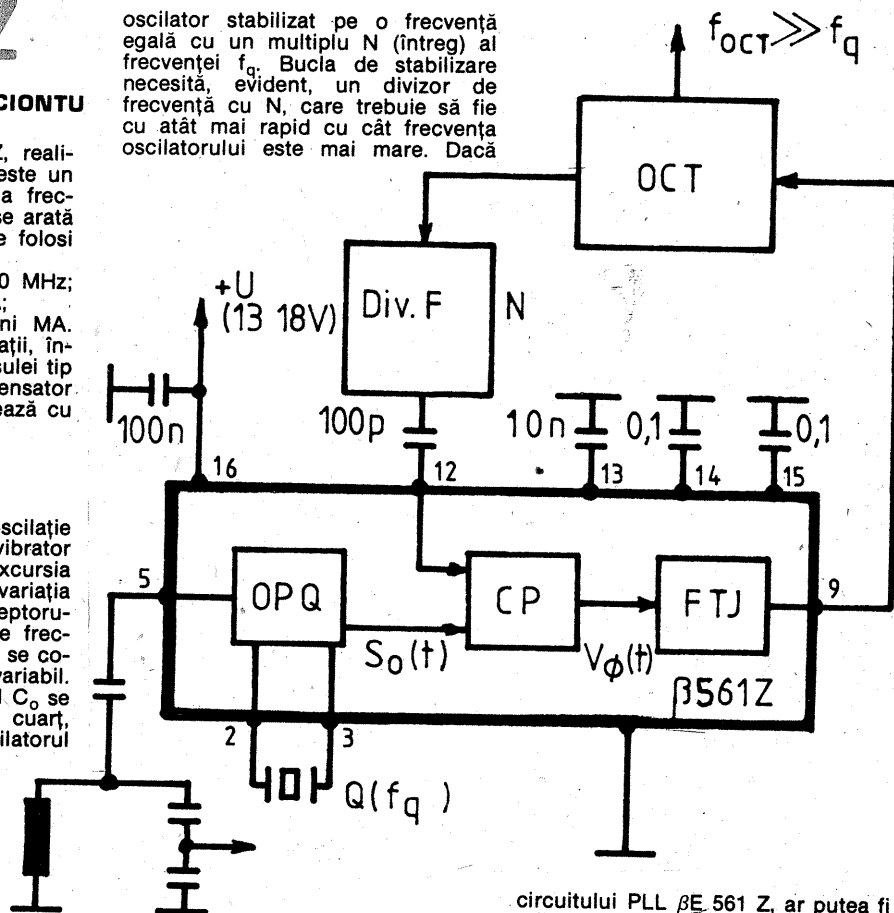 2
CIONTU
Z, reali-
este un
a frec-
se arată
e folosi
0 MHz;
ni MA.
ații, în-
sulei tip
ensator
ează cu
scilație
vibrator
xcursia
variația
eptoru-
e frec-
se co-
variabil.
l C₀ se
cuarț,
ilatorul
oscilator stabilizat pe o frecvență
egală cu un multiplu N (întreg) al
frecvenței f_q. Bucla de stabilizare
necesită, evident, un divizor de
frecvență cu N, care trebuie să fie
cu atât mai rapid cu cât frecvența
oscilatorului este mai mare. Dacă
f_OCT ≫ f_q
OCT
+U
(13 18V)
Div. F
N
100n
100p
10n
0,1
0,1
16
12
13
14
15
5
OPQ
CP
FTJ
9
S₀(t)
V_Φ(t)
β561Z
2
3
Q(f_q)
circuitului PLL βE 561 Z, ar putea fi